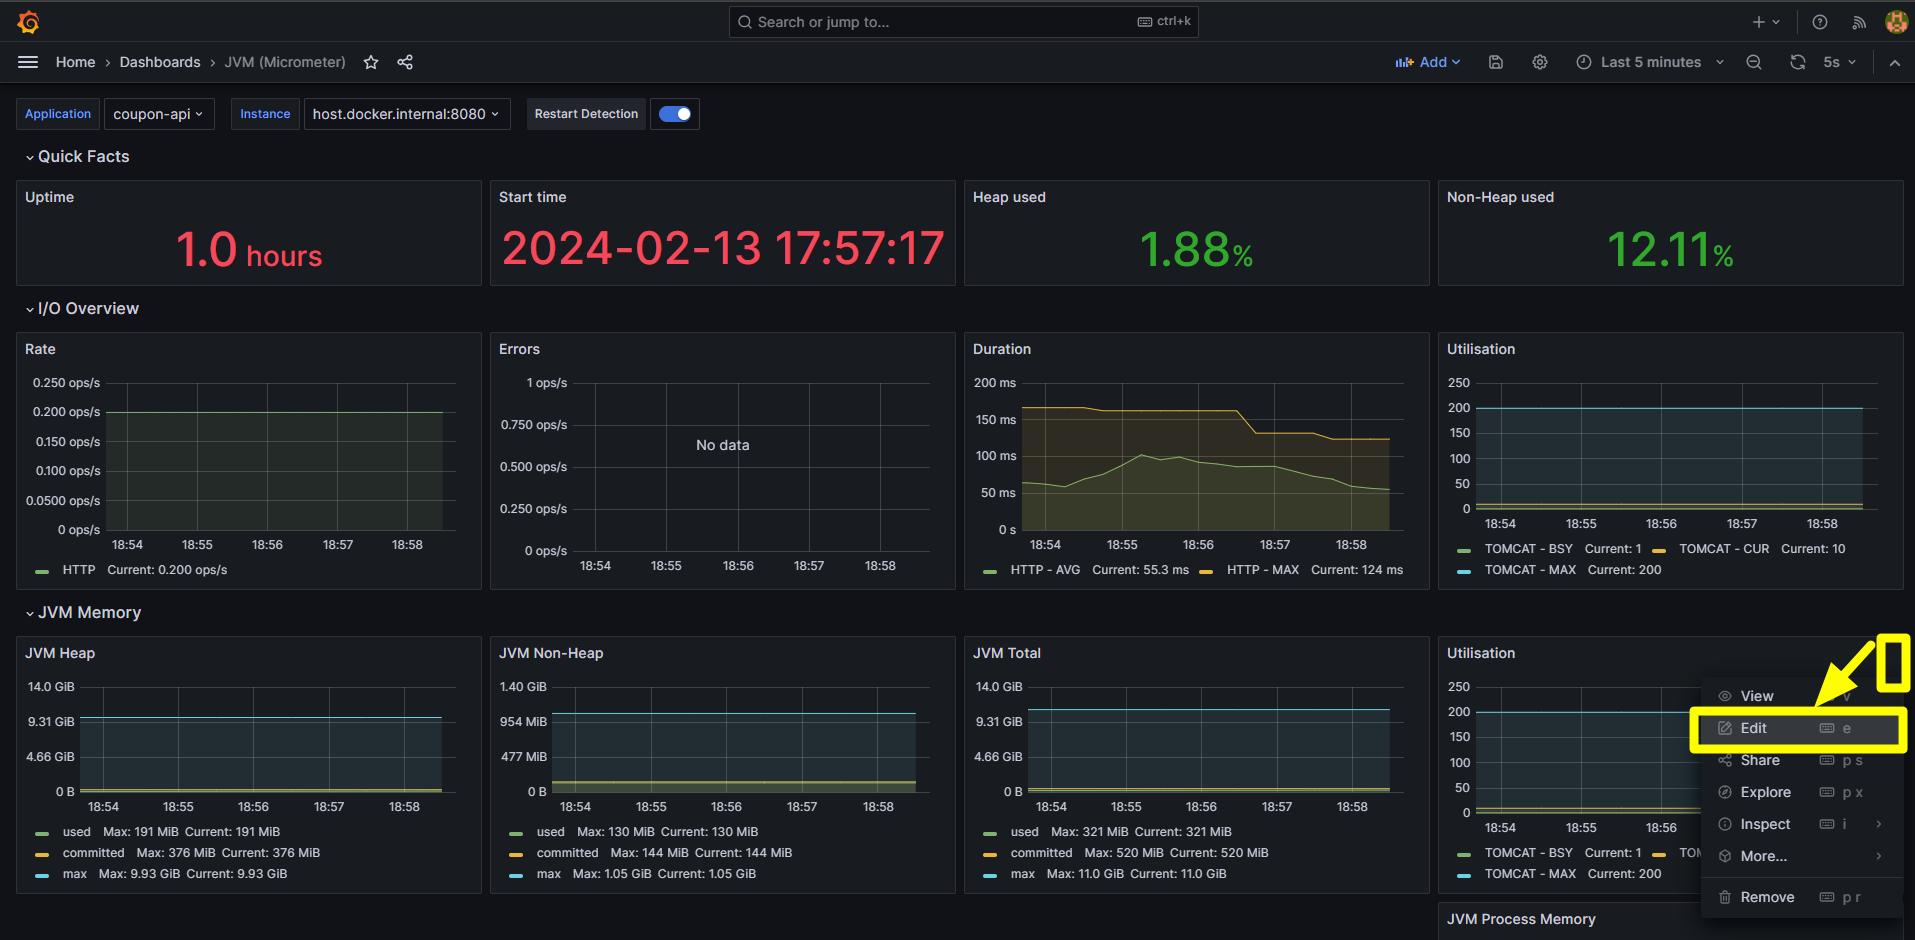 Search or jump to...
ctrl+k
Home › Dashboards › JVM (Micrometer)
Add
Last 5 minutes
5s
Application
coupon-api
Instance
host.docker.internal:8080
Restart Detection
Quick Facts
Uptime
1.0 hours
Start time
2024-02-13 17:57:17
Heap used
1.88%
Non-Heap used
12.11%
I/O Overview
Rate
0.250 ops/s
0.200 ops/s
0.150 ops/s
0.100 ops/s
0.0500 ops/s
0 ops/s
18:54 18:55 18:56 18:57 18:58
HTTP Current: 0.200 ops/s
Errors
1 ops/s
0.750 ops/s
0.500 ops/s
0.250 ops/s
0 ops/s
No data
18:54 18:55 18:56 18:57 18:58
Duration
200 ms
150 ms
100 ms
50 ms
0 s
18:54 18:55 18:56 18:57 18:58
HTTP - AVG Current: 55.3 ms HTTP - MAX Current: 124 ms
Utilisation
250
200
150
100
50
0
18:54 18:55 18:56 18:57 18:58
TOMCAT - BSY Current: 1 TOMCAT - CUR Current: 10
TOMCAT - MAX Current: 200
JVM Memory
JVM Heap
14.0 GiB
9.31 GiB
4.66 GiB
0 B
18:54 18:55 18:56 18:57 18:58
used Max: 191 MiB Current: 191 MiB
committed Max: 376 MiB Current: 376 MiB
max Max: 9.93 GiB Current: 9.93 GiB
JVM Non-Heap
1.40 GiB
954 MiB
477 MiB
0 B
18:54 18:55 18:56 18:57 18:58
used Max: 130 MiB Current: 130 MiB
committed Max: 144 MiB Current: 144 MiB
max Max: 1.05 GiB Current: 1.05 GiB
JVM Total
14.0 GiB
9.31 GiB
4.66 GiB
0 B
18:54 18:55 18:56 18:57 18:58
used Max: 321 MiB Current: 321 MiB
committed Max: 520 MiB Current: 520 MiB
max Max: 11.0 GiB Current: 11.0 GiB
Utilisation
250
200
150
100
50
0
18:54 18:55 18:56
TOMCAT - BSY Current: 1 TOM
TOMCAT - MAX Current: 200
View v
Edit e
Share p s
Explore p x
Inspect i
More...
Remove p r
JVM Process Memory